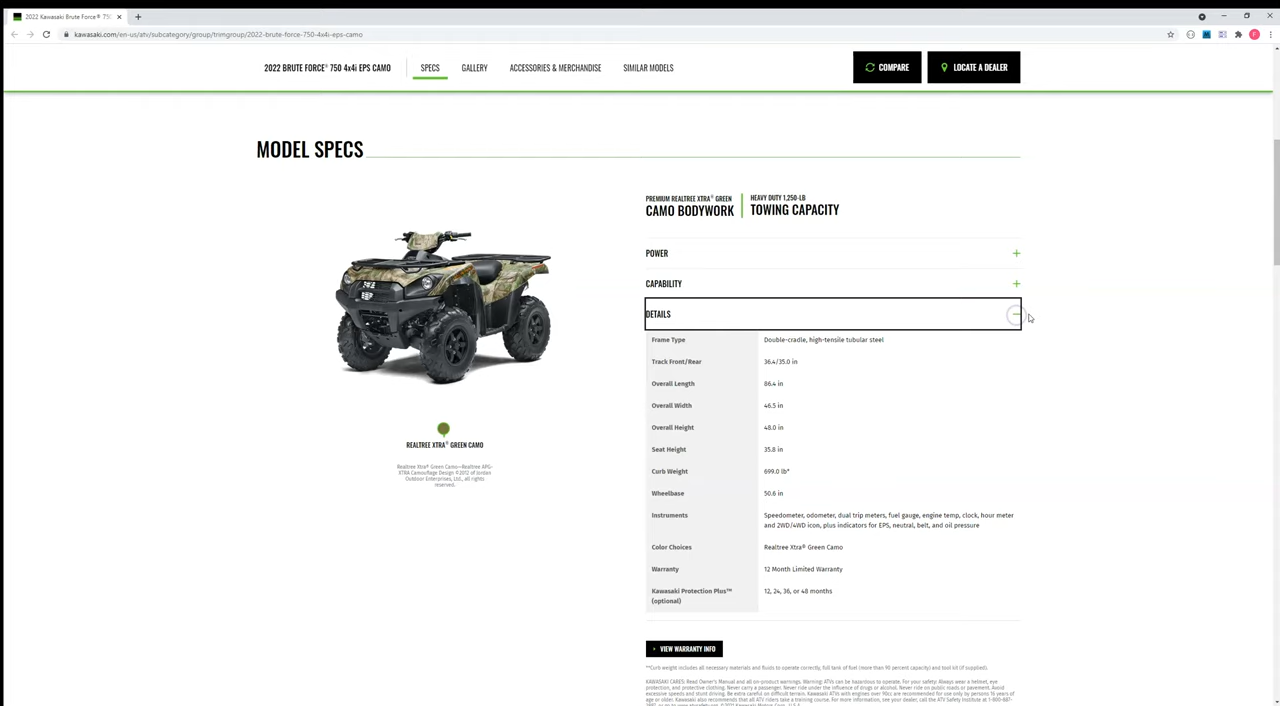 2022 Kawasaki Brute Force® 750
kawasaki.com/en-us/atv/subcategory/group/trimgroup/2022-brute-force-750-4x4i-eps-camo
2022 BRUTE FORCE® 750 4x4i EPS CAMO
SPECS
GALLERY
ACCESSORIES & MERCHANDISE
SIMILAR MODELS
COMPARE
LOCATE A DEALER
MODEL SPECS
PREMIUM REALTREE XTRA® GREEN
CAMO BODYWORK
HEAVY DUTY 1,250-LB
TOWING CAPACITY
POWER
CAPABILITY
DETAILS
Frame Type Double-cradle, high-tensile tubular steel
Track Front/Rear 36.4/35.0 in
Overall Length 86.4 in
Overall Width 46.5 in
Overall Height 48.0 in
Seat Height 35.8 in
Curb Weight 699.0 lb*
Wheelbase 50.6 in
Instruments Speedometer, odometer, dual trip meters, fuel gauge, engine temp, clock, hour meter
and 2WD/4WD icon, plus indicators for EPS, neutral, belt, and oil pressure
Color Choices Realtree Xtra® Green Camo
Warranty 12 Month Limited Warranty
Kawasaki Protection Plus™ 12, 24, 36, or 48 months
(optional)
REALTREE XTRA® GREEN CAMO
Realtree Xtra® Green Camo—Realtree APG-
XTRA Camouflage Design ©2012 of Jordan
Outdoor Enterprises, Ltd., all rights
reserved.
VIEW WARRANTY INFO
**Curb weight includes all necessary materials and fluids to operate correctly, full tank of fuel (more than 90 percent capacity) and tool kit (if supplied).
KAWASAKI CARES: Read Owner's Manual and all on-product warnings. Warning: ATVs can be hazardous to operate. For your safety: Always wear a helmet, eye
protection, and protective clothing. Never carry a passenger. Never ride under the influence of drugs or alcohol. Never ride on public roads or pavement. Avoid
excessive speeds and stunt driving. Be extra careful on difficult terrain. Kawasaki ATVs with engines over 90cc are recommended for use only by persons 16 years of
age or older. Kawasaki also recommends that all ATV riders take a training course. For more information, see your dealer, call the ATV Safety Institute at 1-800-887-